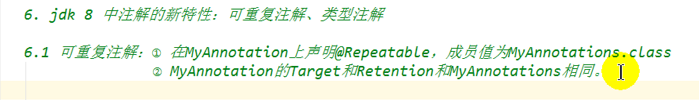 6. jdk 8 中注解的新特性：可重复注解、类型注解
6.1 可重复注解：① 在MyAnnotation上声明@Repeatable，成员值为MyAnnotations.class
② MyAnnotation的Target和Retention和MyAnnotations相同。